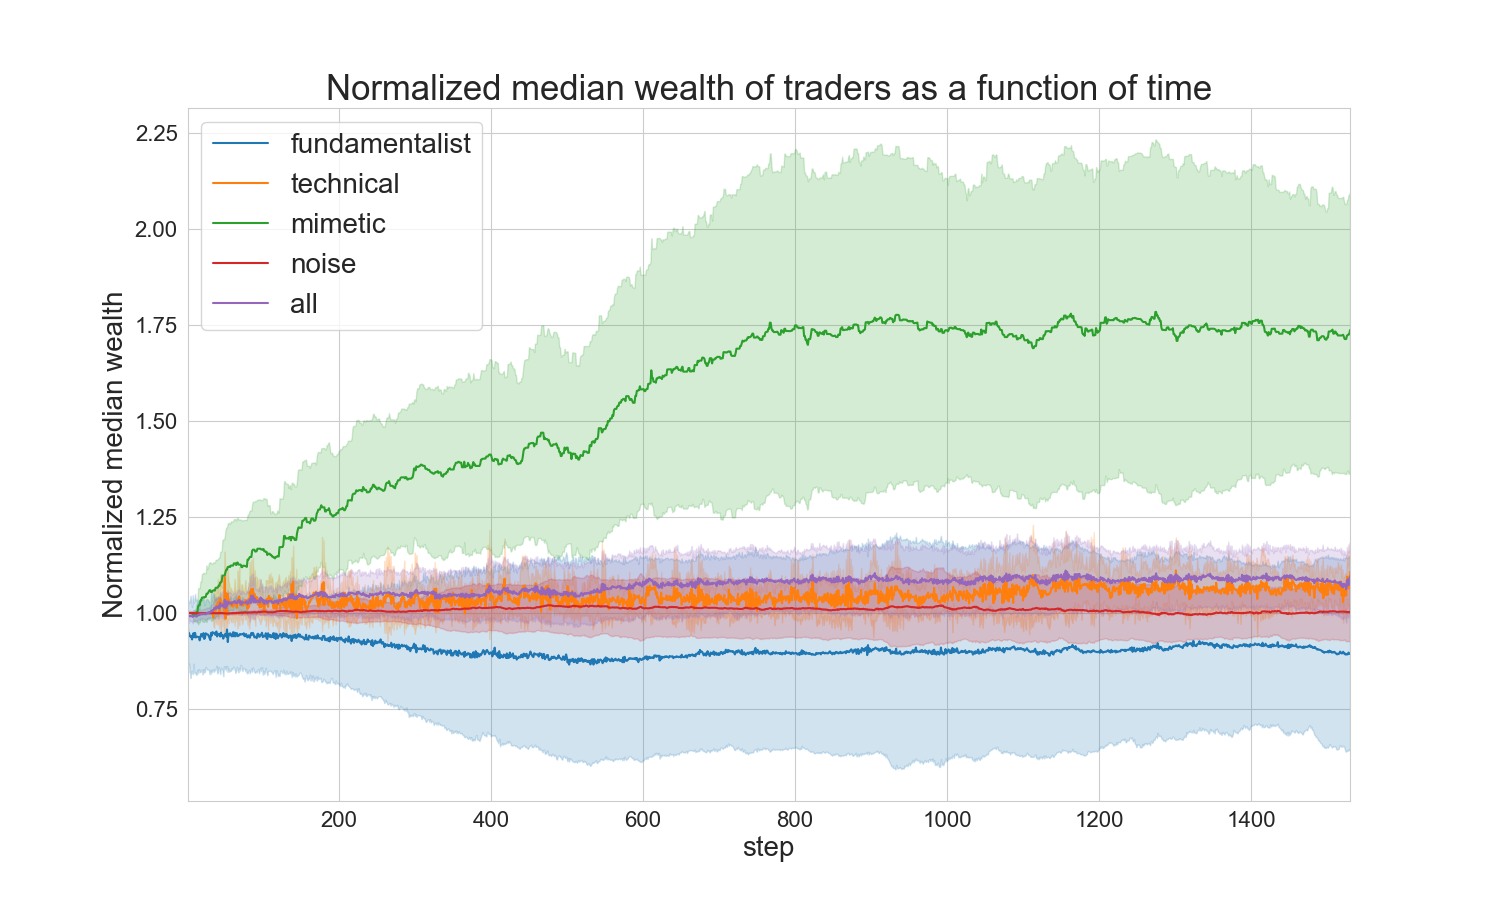 Normalized median wealth of traders as a function of time
fundamentalist
technical
mimetic
noise
all
Normalized median wealth
2.25
2.00
1.75
1.50
1.25
1.00
0.75
200 400 600 800 1000 1200 1400
step